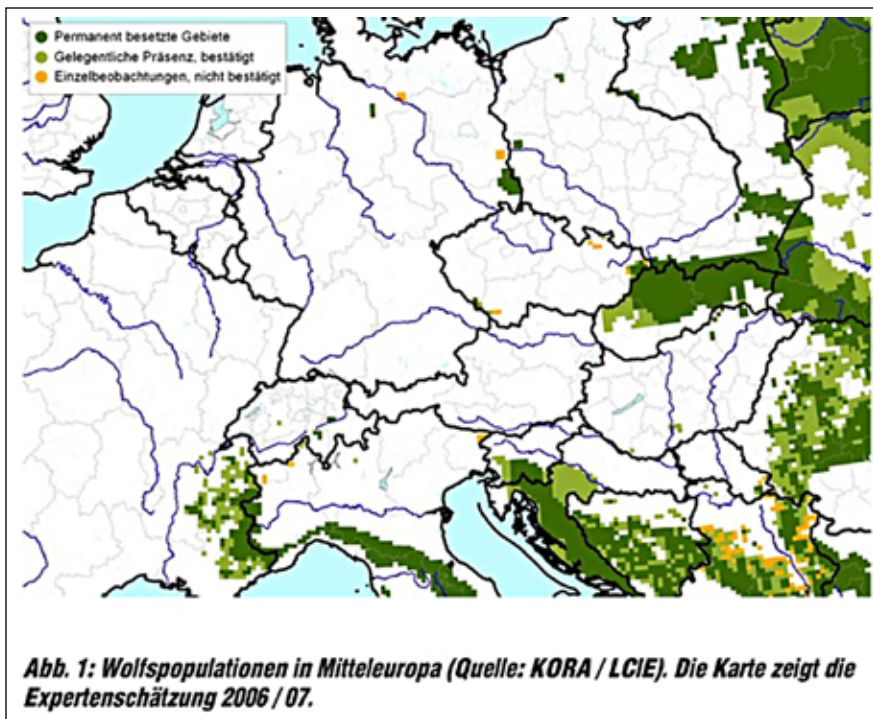 Permanent besetzte Gebiete
Gelegentliche Präsenz, bestätigt
Einzelbeobachtungen, nicht bestätigt
Abb. 1: Wolfspopulationen in Mitteleuropa (Quelle: KORA / LCIE). Die Karte zeigt die
Expertenschätzung 2006 / 07.